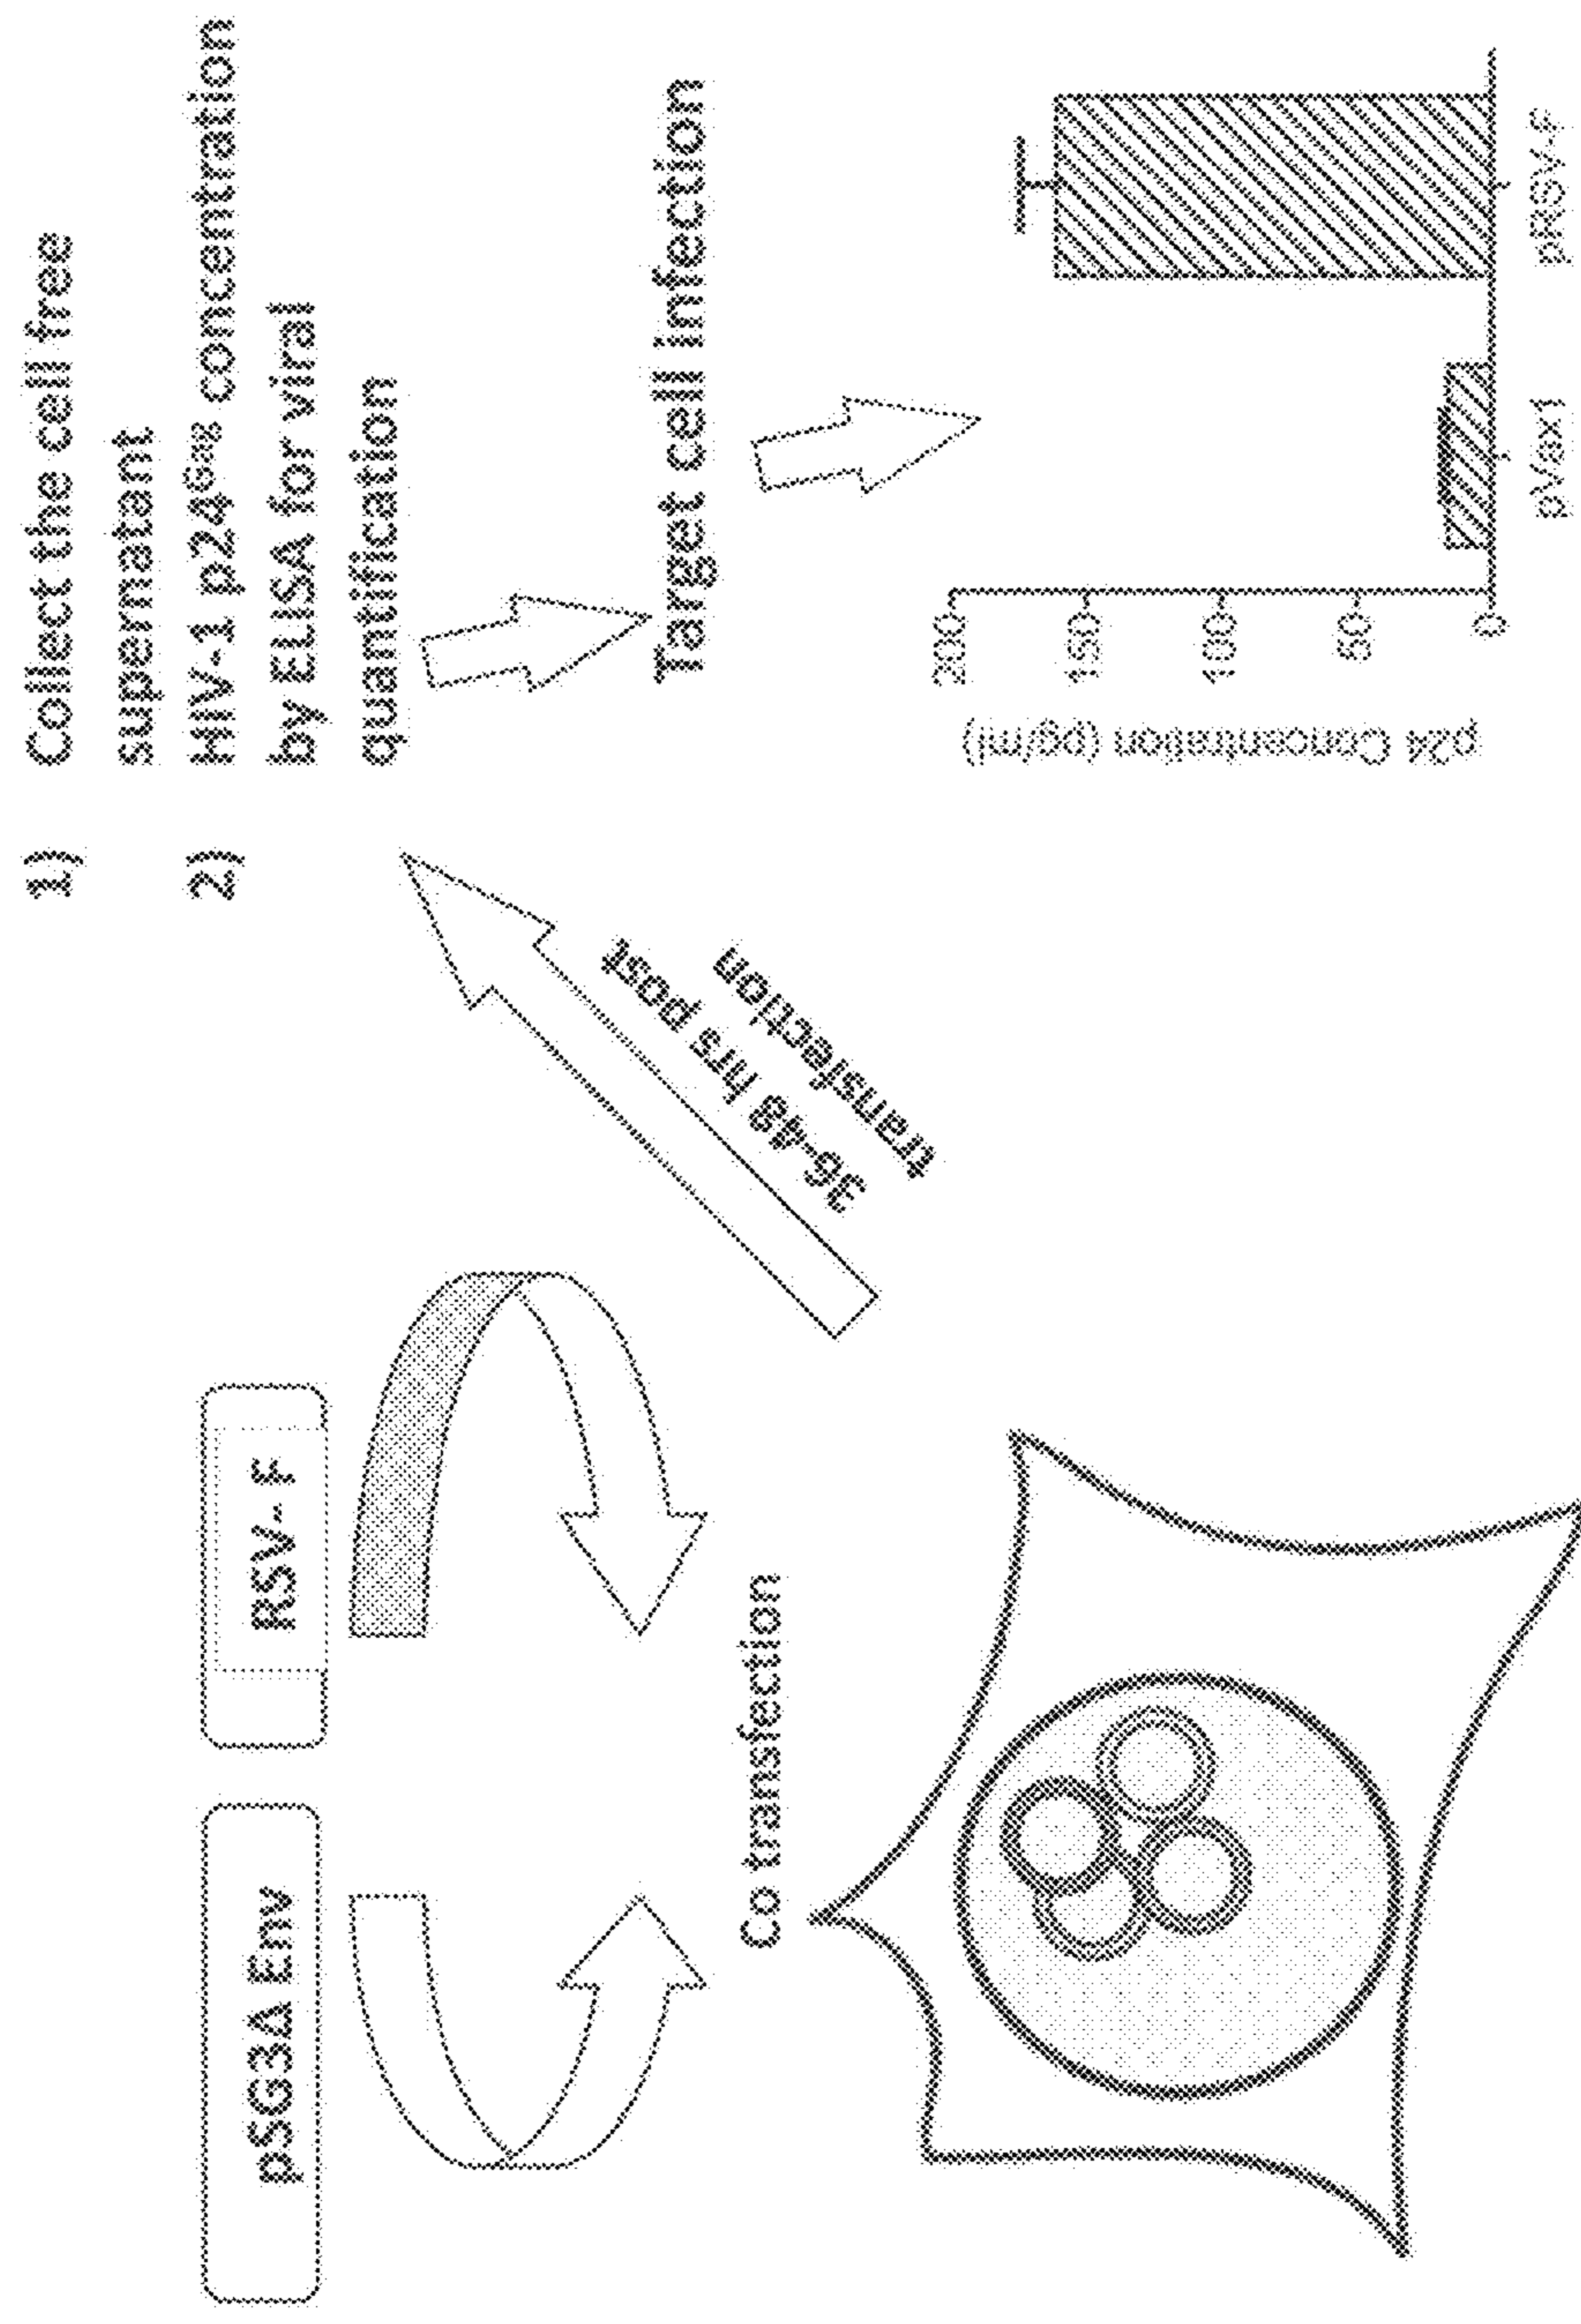 pSG3Δ Env
RSV- F
Co transfection
36-48 hrs post
transfection
1) Collect the cell free
supernatant
2) HIV-1 p24Gag concentration
by ELISA for viral
quantification
Target cell infection
p24 Concentration (pg/ml)
200
150
100
50
0
pVax1
pRSV-F